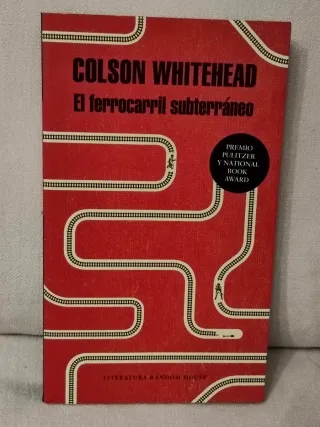 COLSON WHITEHEAD
El ferrocarril subterráneo
PREMIO
PULITZER
Y NATIONAL
BOOK
AWARD
LITERATURA RANDOM HOUSE